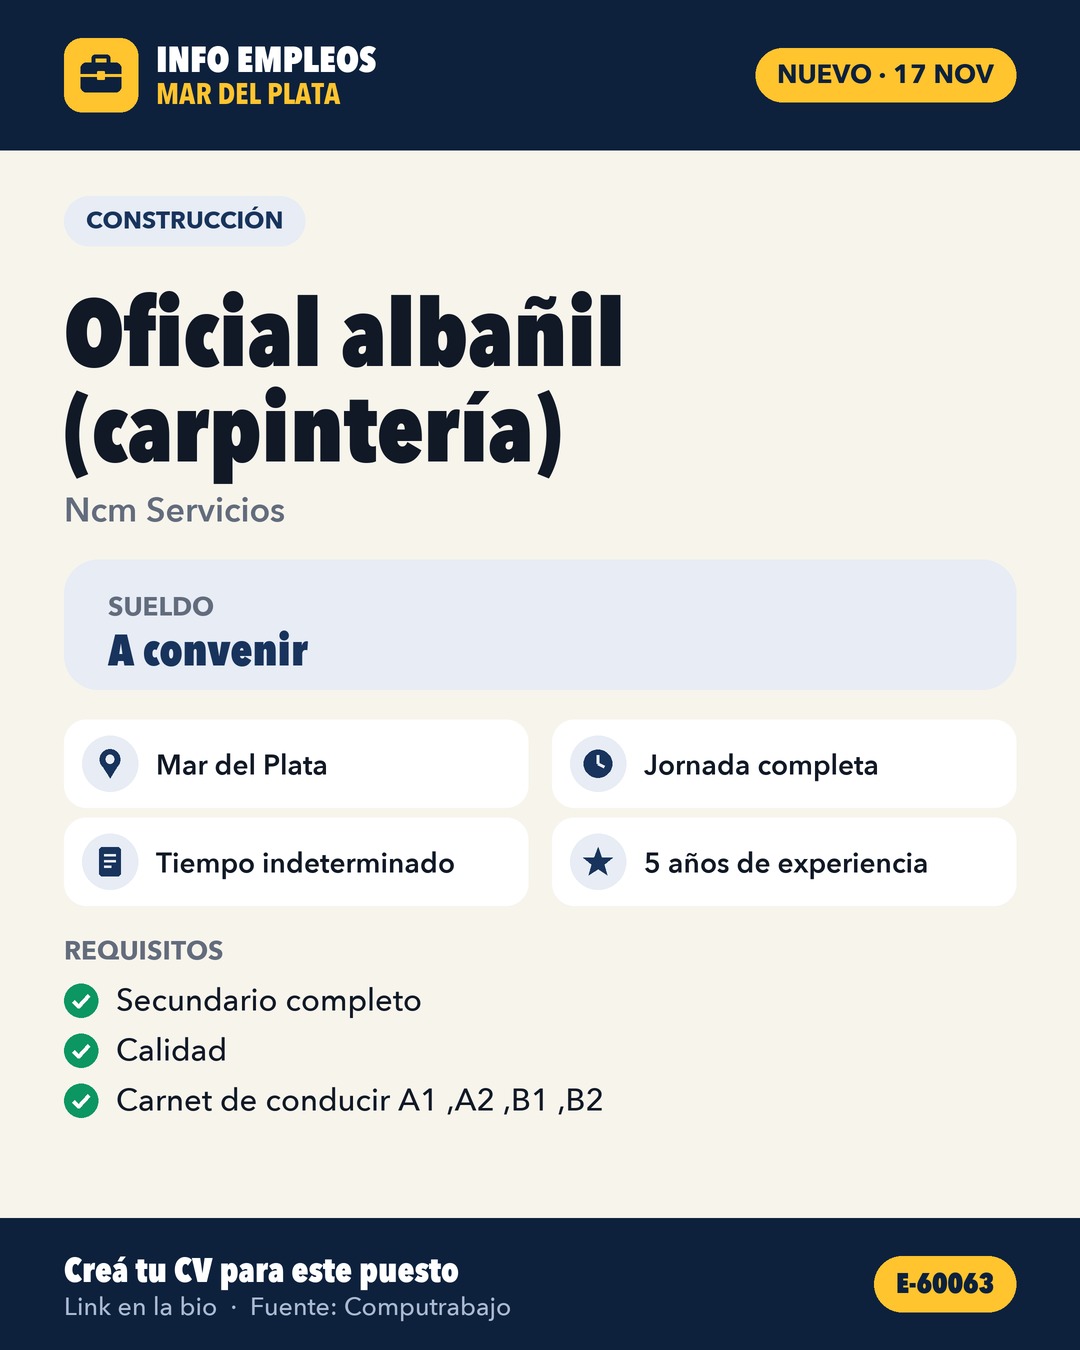 INFO EMPLEOS
MAR DEL PLATA
NUEVO · 17 NOV
CONSTRUCCIÓN
Oficial albañil
(carpintería)
Ncm Servicios
SUELDO
A convenir
Mar del Plata
Jornada completa
Tiempo indeterminado
5 años de experiencia
REQUISITOS
Secundario completo
Calidad
Carnet de conducir A1 ,A2 ,B1 ,B2
Creá tu CV para este puesto
Link en la bio · Fuente: Computrabajo
E-60063